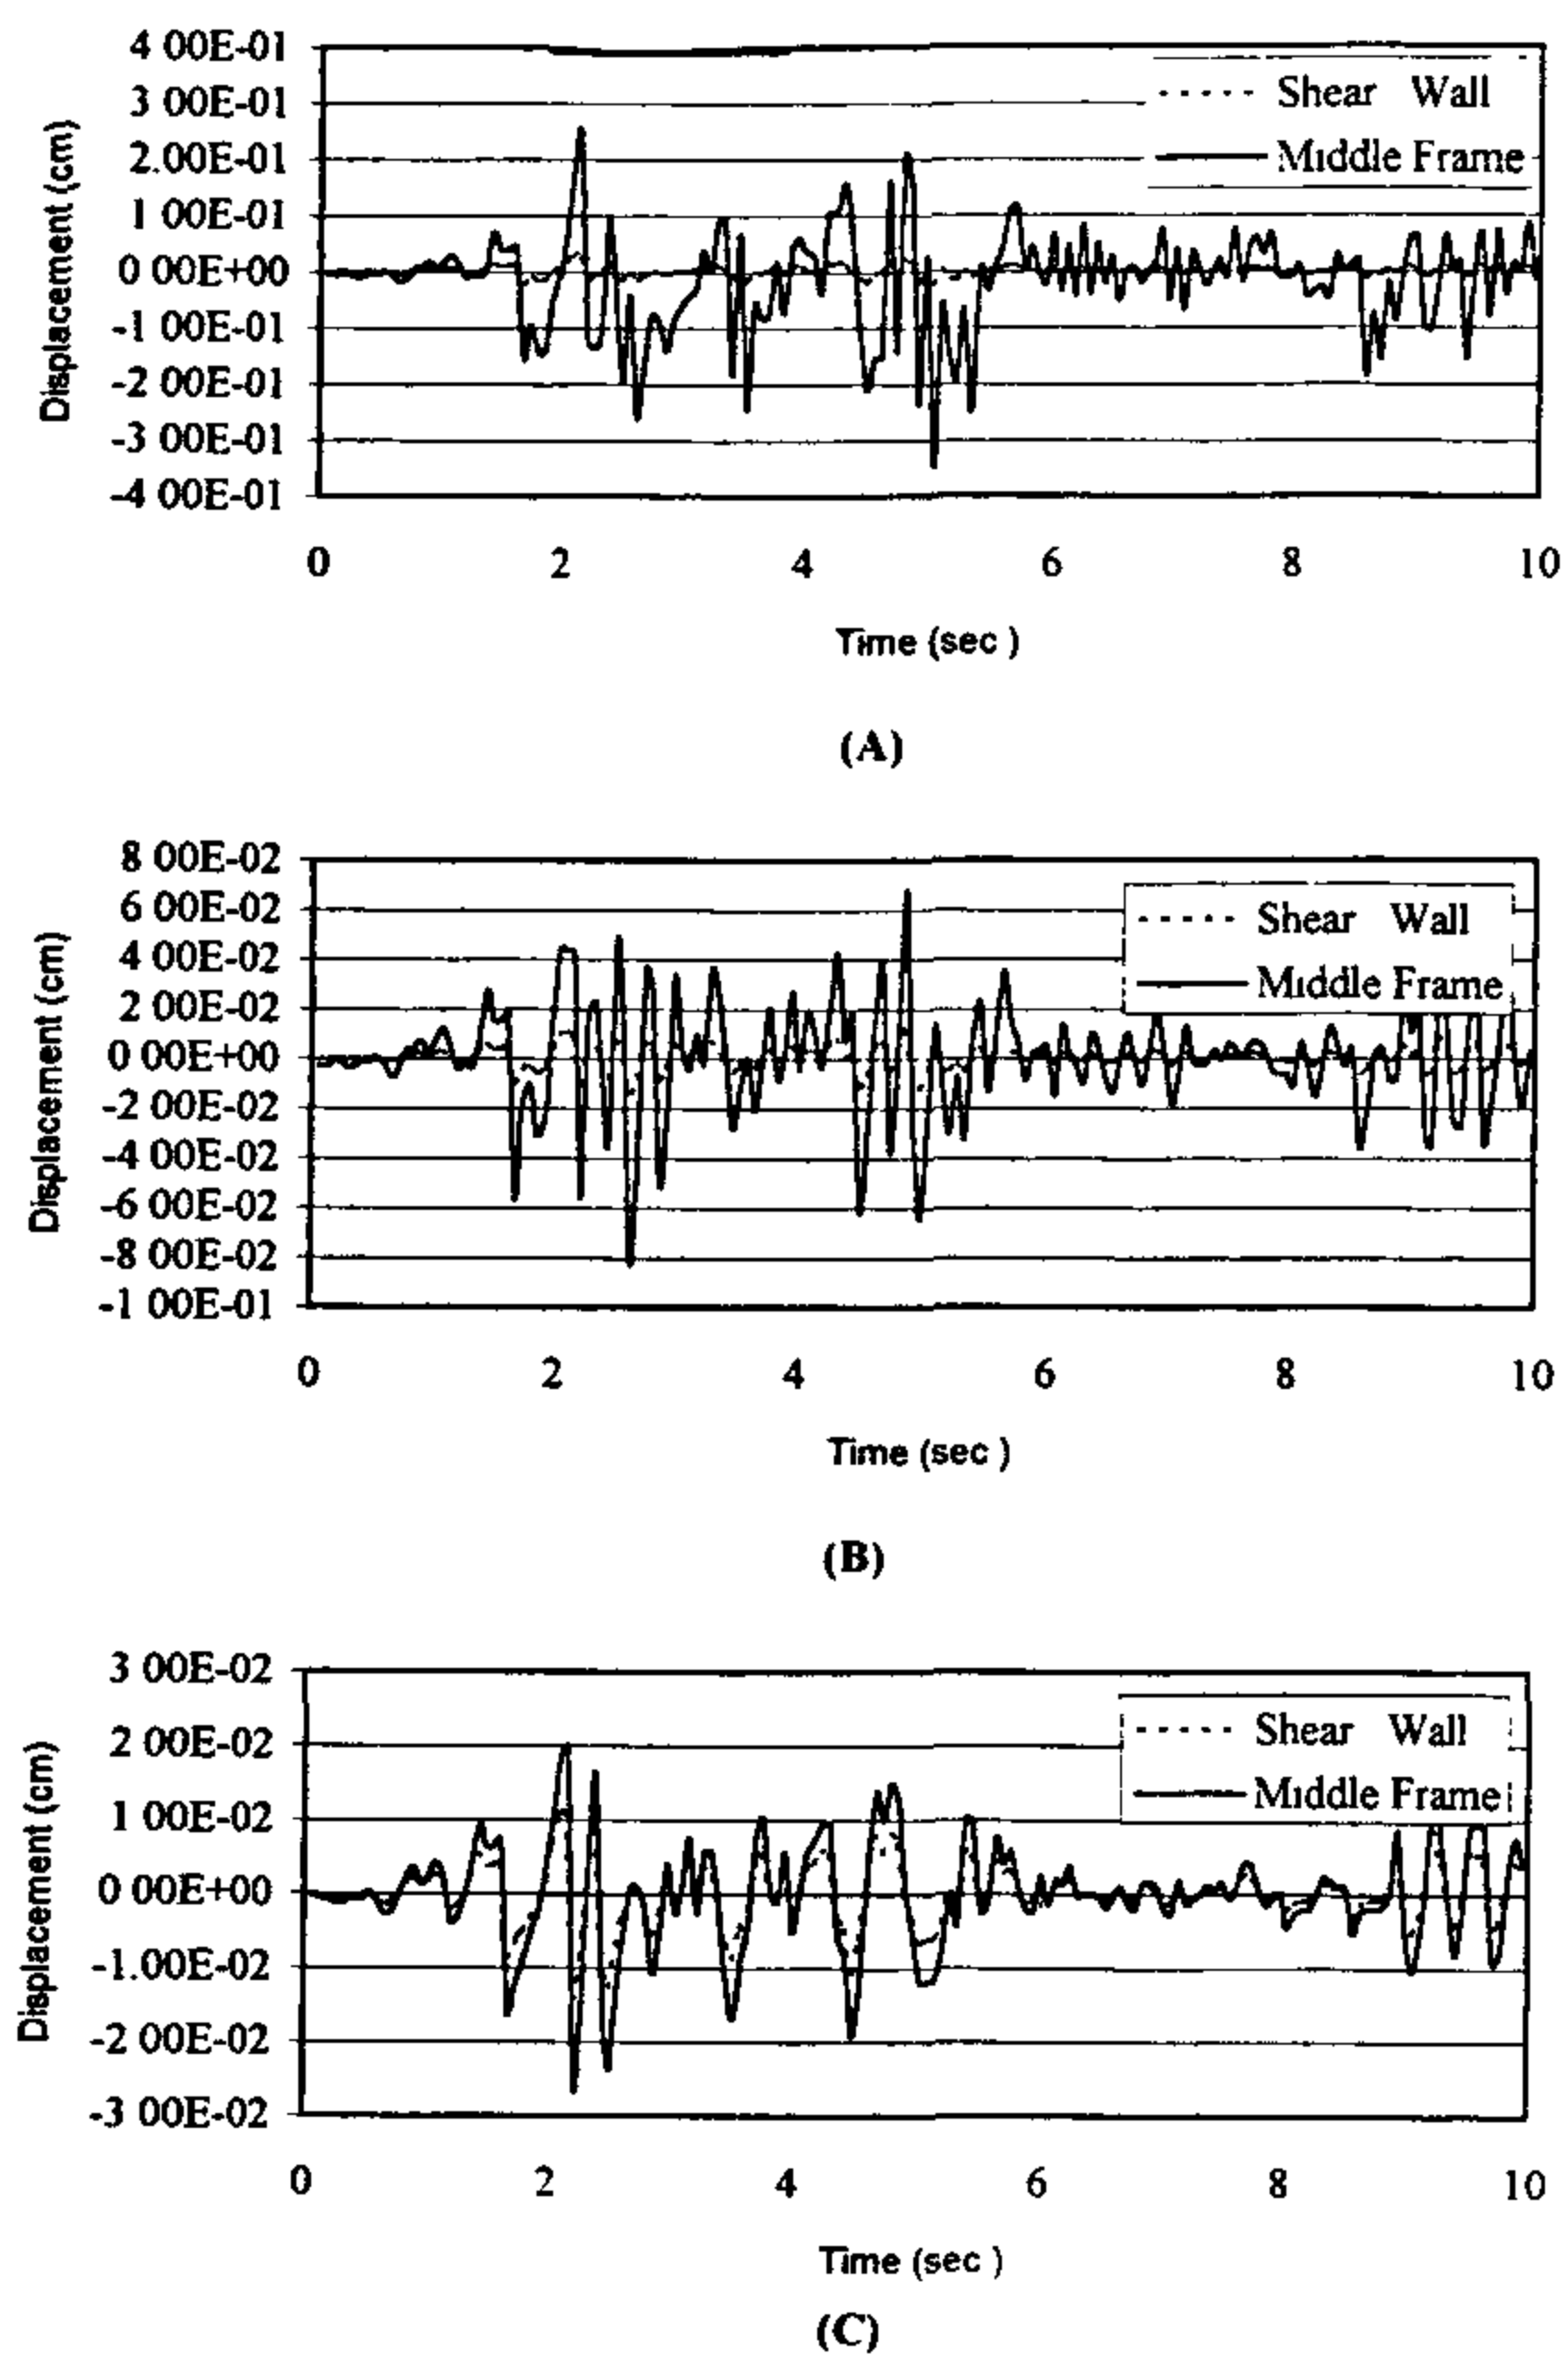 4 00E-01
3 00E-01
2.00E-01
1 00E-01
0 00E+00
-1 00E-01
-2 00E-01
-3 00E-01
-4 00E-01
Displacement (cm)
Shear Wall
Middle Frame
0 2 4 6 8 10
Time (sec )
(A)
8 00E-02
6 00E-02
4 00E-02
2 00E-02
0 00E+00
-2 00E-02
-4 00E-02
-6 00E-02
-8 00E-02
-1 00E-01
Displacement (cm)
Shear Wall
Middle Frame
0 2 4 6 8 10
Time (sec )
(B)
3 00E-02
2 00E-02
1 00E-02
0 00E+00
-1.00E-02
-2 00E-02
-3 00E-02
Displacement (cm)
Shear Wall
Middle Frame
0 2 4 6 8 10
Time (sec )
(C)